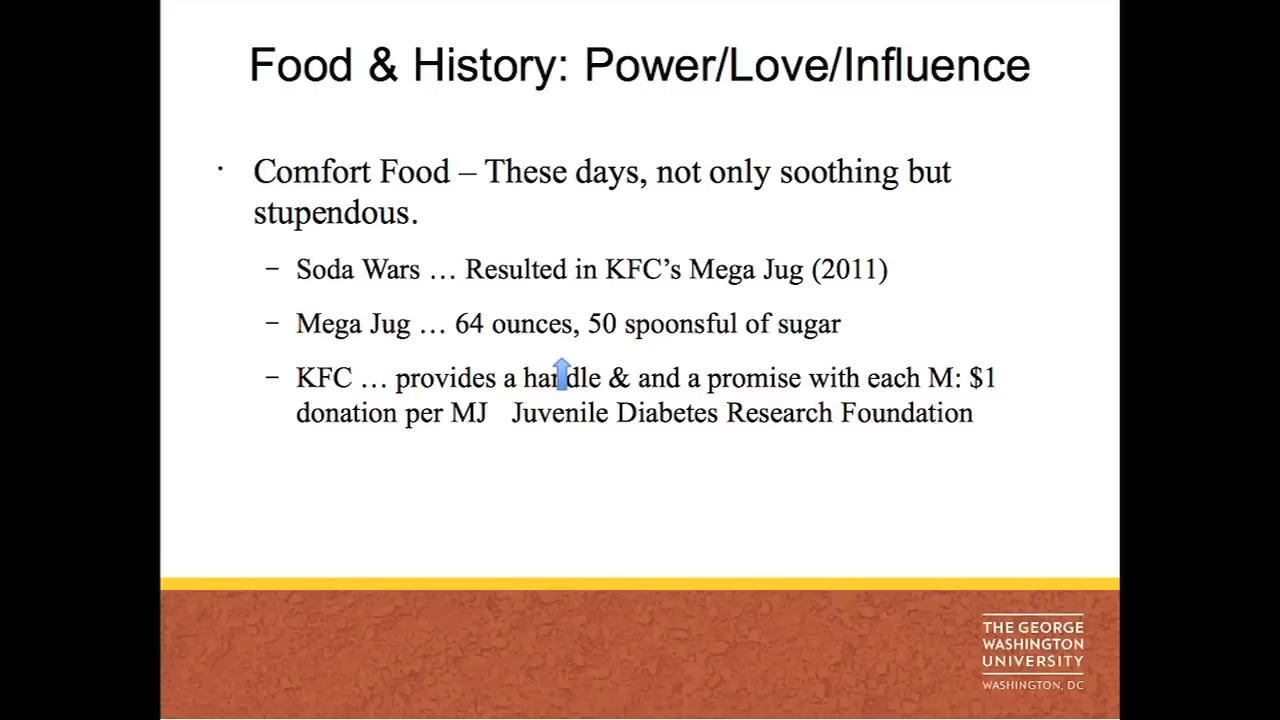 Food & History: Power/Love/Influence
· Comfort Food – These days, not only soothing but
stupendous.
– Soda Wars … Resulted in KFC’s Mega Jug (2011)
– Mega Jug … 64 ounces, 50 spoonsful of sugar
– KFC … provides a handle & and a promise with each M: $1
donation per MJ Juvenile Diabetes Research Foundation
THE GEORGE
WASHINGTON
UNIVERSITY
WASHINGTON, DC